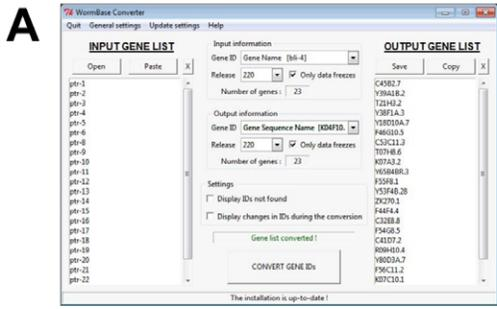 A
WormBase Converter
Quit General settings Update settings Help
INPUT GENE LIST
Open Paste X
ptr-1
ptr-2
ptr-3
ptr-4
ptr-5
ptr-6
ptr-8
ptr-9
ptr-10
ptr-11
ptr-12
ptr-13
ptr-14
ptr-15
ptr-16
ptr-17
ptr-18
ptr-19
ptr-20
ptr-21
ptr-22
Input information
Gene ID Gene Name [bli-4]
Release 220 Only data freezes
Number of genes : 23
Output information
Gene ID Gene Sequence Name [K04F10.
Release 220 Only data freezes
Number of genes : 23
Settings
Display IDs not found
Display changes in IDs during the conversion
Gene list converted !
CONVERT GENE IDs
OUTPUT GENE LIST
Save Copy X
C45B2.7
Y39A1B.2
T21H3.2
Y38F1A.3
Y18D10A.7
F46G10.5
C53C11.3
T07H8.6
K07A3.2
Y65B4BR.3
F55F8.1
Y53F4B.28
ZK270.1
F44F4.4
C32E8.8
F54G8.5
C41D7.2
R09H10.4
Y80D3A.7
F56C11.2
K07C10.1
The installation is up-to-date !